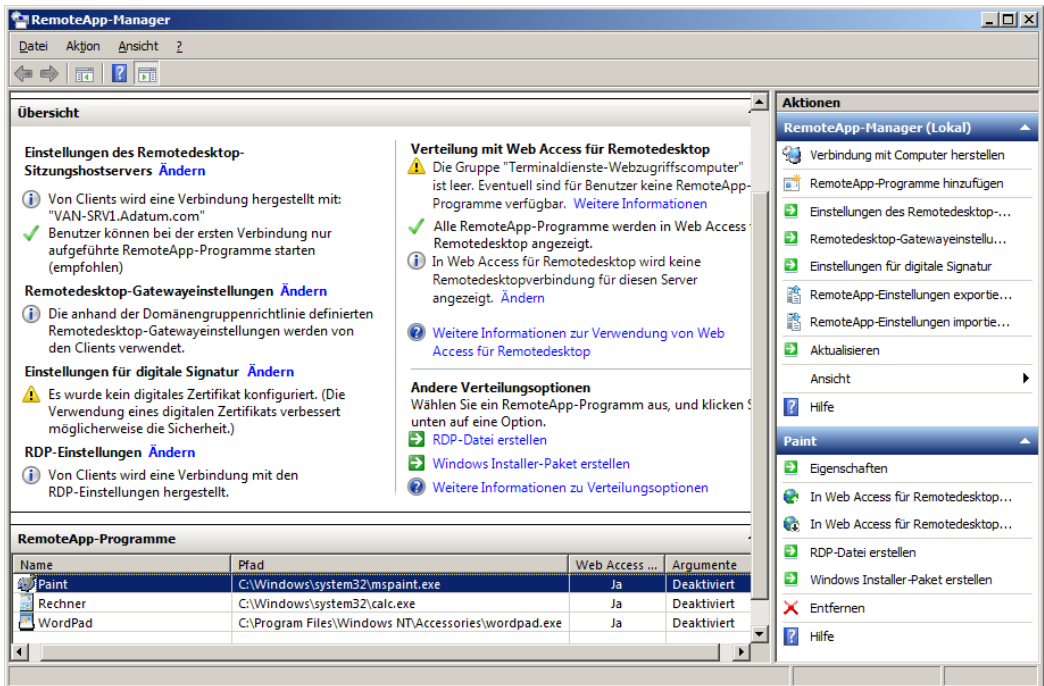 RemoteApp-Manager
Datei Aktion Ansicht ?
Übersicht
Einstellungen des Remotedesktop-
Sitzungshostservers Ändern
Von Clients wird eine Verbindung hergestellt mit:
"VAN-SRV1.Adatum.com"
Benutzer können bei der ersten Verbindung nur
aufgeführte RemoteApp-Programme starten
(empfohlen)
Remotedesktop-Gatewayeinstellungen Ändern
Die anhand der Domänengruppenrichtlinie definierten
Remotedesktop-Gatewayeinstellungen werden von
den Clients verwendet.
Einstellungen für digitale Signatur Ändern
Es wurde kein digitales Zertifikat konfiguriert. (Die
Verwendung eines digitalen Zertifikats verbessert
möglicherweise die Sicherheit.)
RDP-Einstellungen Ändern
Von Clients wird eine Verbindung mit den
RDP-Einstellungen hergestellt.
Verteilung mit Web Access für Remotedesktop
Die Gruppe "Terminaldienste-Webzugriffscomputer"
ist leer. Eventuell sind für Benutzer keine RemoteApp-
Programme verfügbar. Weitere Informationen
Alle RemoteApp-Programme werden in Web Access
Remotedesktop angezeigt.
In Web Access für Remotedesktop wird keine
Remotedesktopverbindung für diesen Server
angezeigt. Ändern
Weitere Informationen zur Verwendung von Web
Access für Remotedesktop
Andere Verteilungsoptionen
Wählen Sie ein RemoteApp-Programm aus, und klicken
unten auf eine Option.
RDP-Datei erstellen
Windows Installer-Paket erstellen
Weitere Informationen zu Verteilungsoptionen
RemoteApp-Programme
Name Pfad Web Access ... Argumente
Paint C:\Windows\system32\mspaint.exe Ja Deaktiviert
Rechner C:\Windows\system32\calc.exe Ja Deaktiviert
WordPad C:\Program Files\Windows NT\Accessories\wordpad.exe Ja Deaktiviert
Aktionen
RemoteApp-Manager (Lokal)
Verbindung mit Computer herstellen
RemoteApp-Programme hinzufügen
Einstellungen des Remotedesktop-...
Remotedesktop-Gatewayeinstellu...
Einstellungen für digitale Signatur
RemoteApp-Einstellungen exportie...
RemoteApp-Einstellungen importie...
Aktualisieren
Ansicht
Hilfe
Paint
Eigenschaften
In Web Access für Remotedesktop...
In Web Access für Remotedesktop...
RDP-Datei erstellen
Windows Installer-Paket erstellen
Entfernen
Hilfe